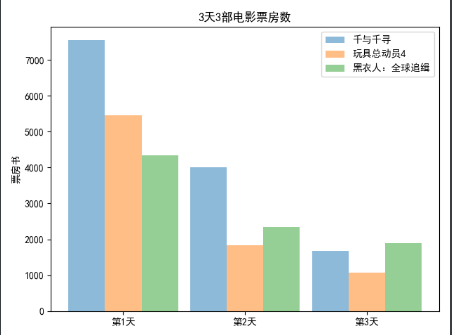 3天3部电影票房数
千与千寻
玩具总动员4
黑衣人：全球追缉
票房书
7000
6000
5000
4000
3000
2000
1000
0
第1天 第2天 第3天